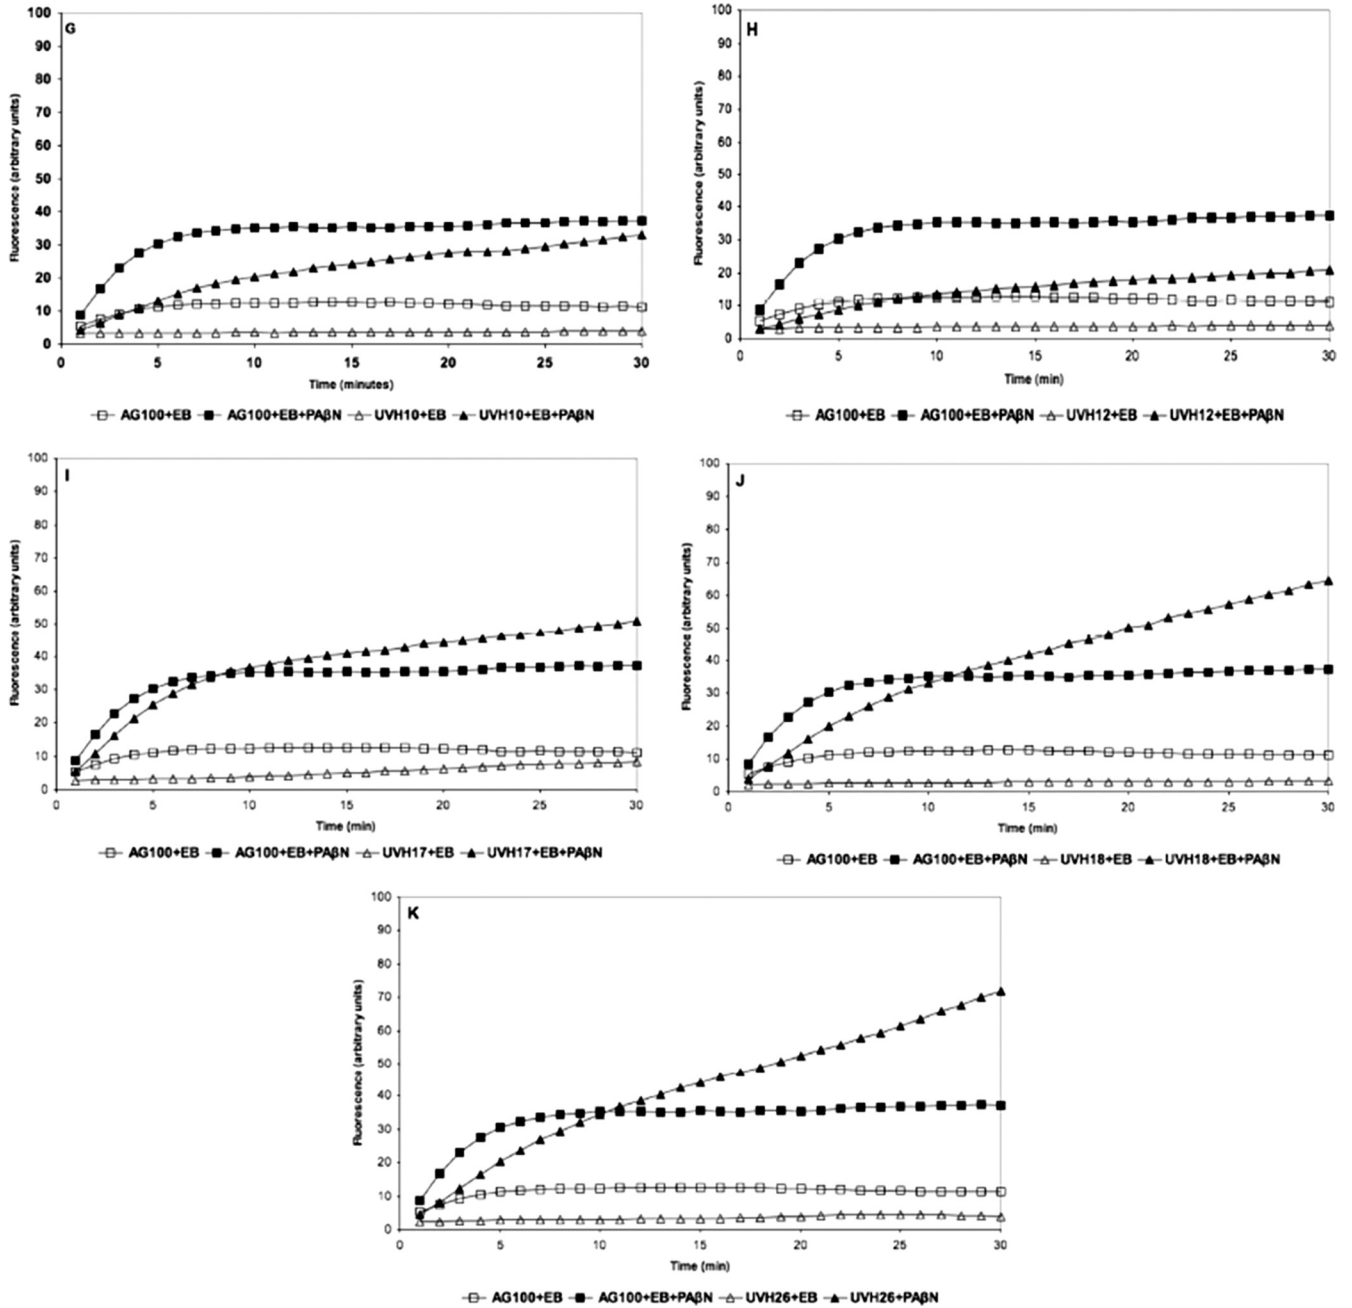 G
Fluorescence (arbitrary units)
100
90
80
70
60
50
40
30
20
10
0
0 5 10 15 20 25 30
Time (minutes)
AG100+EB AG100+EB+PAβN UVH10+EB UVH10+EB+PAβN
H
Fluorescence (arbitrary units)
100
90
80
70
60
50
40
30
20
10
0
0 5 10 15 20 25 30
Time (min)
AG100+EB AG100+EB+PAβN UVH12+EB UVH12+EB+PAβN
I
Fluorescence (arbitrary units)
100
90
80
70
60
50
40
30
20
10
0
0 5 10 15 20 25 30
Time (min)
AG100+EB AG100+EB+PAβN UVH17+EB UVH17+EB+PAβN
J
Fluorescence (arbitrary units)
100
90
80
70
60
50
40
30
20
10
0
0 5 10 15 20 25 30
Time (min)
AG100+EB AG100+EB+PAβN UVH18+EB UVH18+EB+PAβN
K
Fluorescence (arbitrary units)
100
90
80
70
60
50
40
30
20
10
0
0 5 10 15 20 25 30
Time (min)
AG100+EB AG100+EB+PAβN UVH26+EB UVH26+PAβN